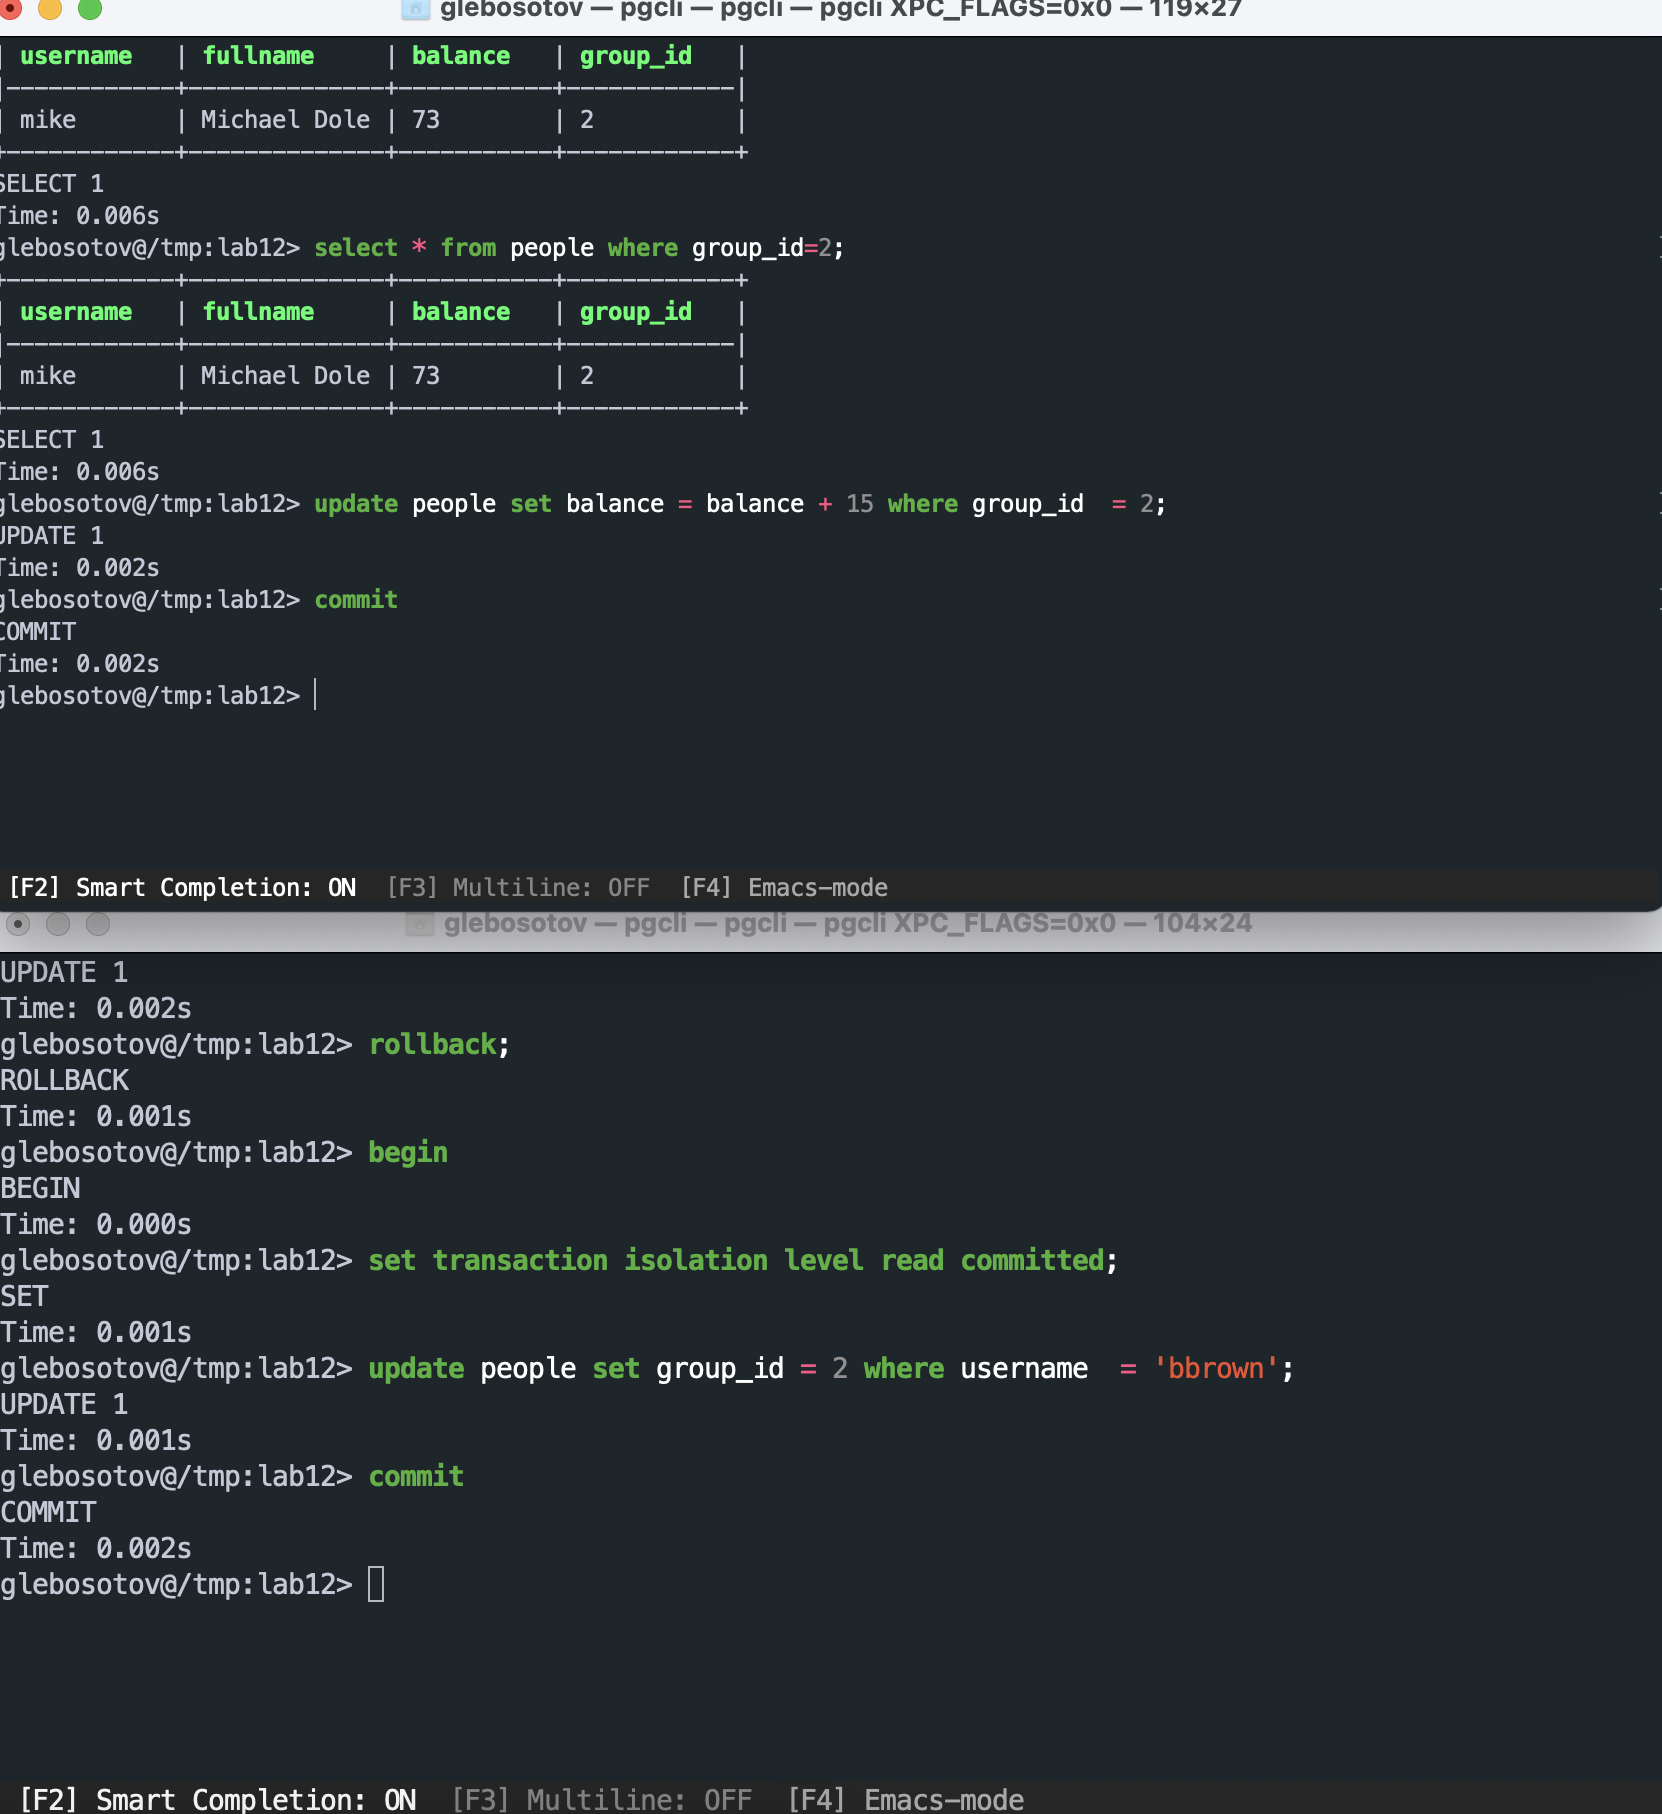 glebosotov — pgcli — pgcli — pgcli XPC_FLAGS=0x0 — 119×27
| username | fullname | balance | group_id |
|------------+--------------+------------+------------|
| mike | Michael Dole | 73 | 2 |
+------------+--------------+------------+------------+
SELECT 1
Time: 0.006s
glebosotov@/tmp:lab12> select * from people where group_id=2;
+------------+--------------+------------+------------+
| username | fullname | balance | group_id |
|------------+--------------+------------+------------|
| mike | Michael Dole | 73 | 2 |
+------------+--------------+------------+------------+
SELECT 1
Time: 0.006s
glebosotov@/tmp:lab12> update people set balance = balance + 15 where group_id  = 2;
UPDATE 1
Time: 0.002s
glebosotov@/tmp:lab12> commit
COMMIT
Time: 0.002s
glebosotov@/tmp:lab12>
[F2] Smart Completion: ON  [F3] Multiline: OFF  [F4] Emacs-mode
glebosotov — pgcli — pgcli — pgcli XPC_FLAGS=0x0 — 104×24
UPDATE 1
Time: 0.002s
glebosotov@/tmp:lab12> rollback;
ROLLBACK
Time: 0.001s
glebosotov@/tmp:lab12> begin
BEGIN
Time: 0.000s
glebosotov@/tmp:lab12> set transaction isolation level read committed;
SET
Time: 0.001s
glebosotov@/tmp:lab12> update people set group_id = 2 where username  = 'bbrown';
UPDATE 1
Time: 0.001s
glebosotov@/tmp:lab12> commit
COMMIT
Time: 0.002s
glebosotov@/tmp:lab12>
[F2] Smart Completion: ON  [F3] Multiline: OFF  [F4] Emacs-mode